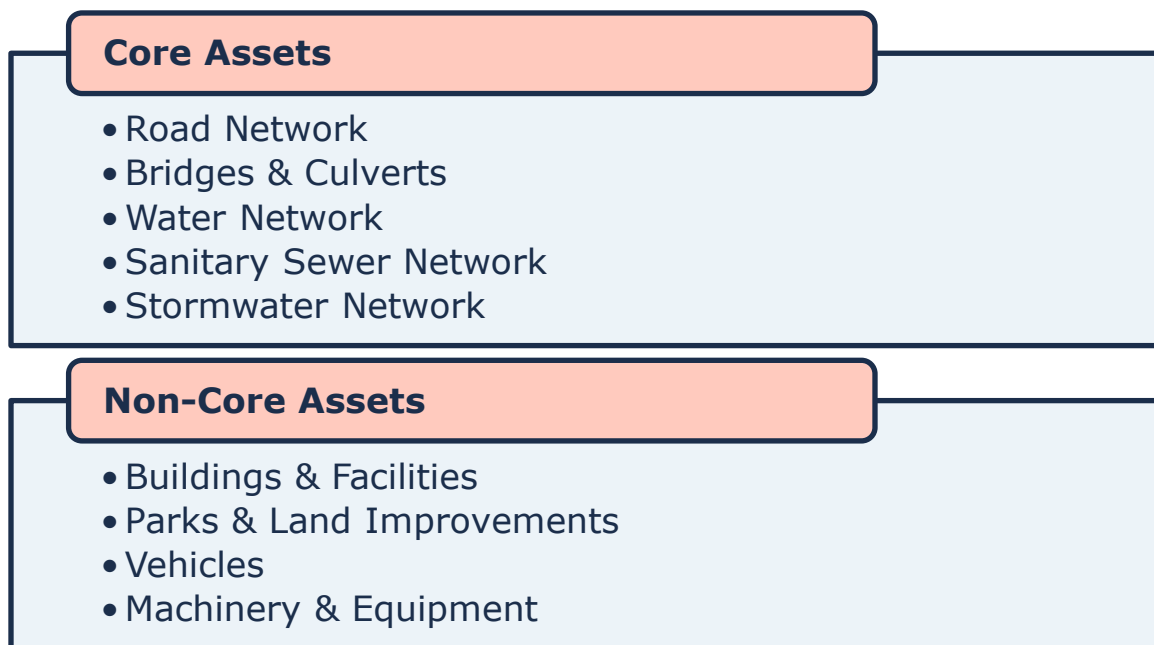 Core Assets
• Road Network
• Bridges & Culverts
• Water Network
• Sanitary Sewer Network
• Stormwater Network
Non-Core Assets
• Buildings & Facilities
• Parks & Land Improvements
• Vehicles
• Machinery & Equipment